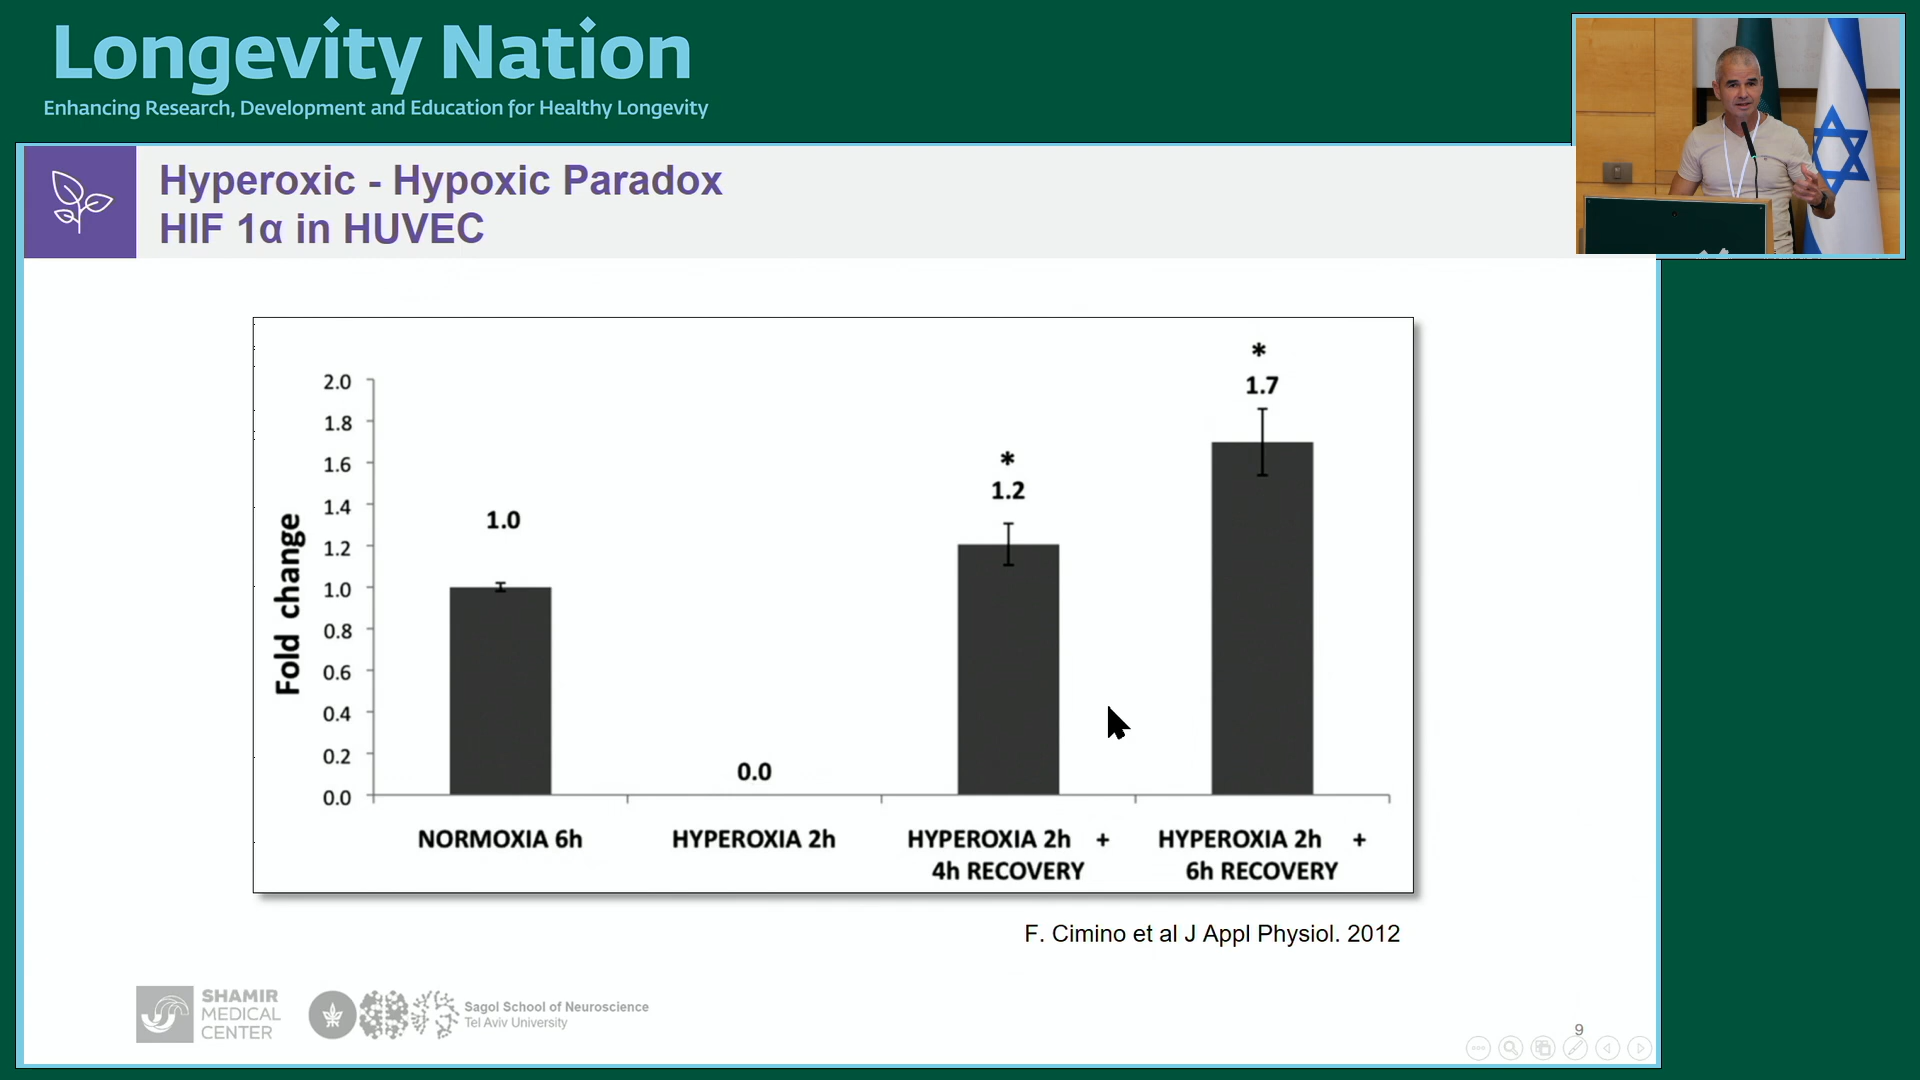 Longevity Nation
Enhancing Research, Development and Education for Healthy Longevity
Hyperoxic - Hypoxic Paradox
HIF 1α in HUVEC
Fold change
2.0
1.8
1.6
1.4
1.2
1.0
0.8
0.6
0.4
0.2
0.0
1.0
0.0
*
1.2
*
1.7
NORMOXIA 6h
HYPEROXIA 2h
HYPEROXIA 2h +
4h RECOVERY
HYPEROXIA 2h +
6h RECOVERY
F. Cimino et al J Appl Physiol. 2012
SHAMIR
MEDICAL
CENTER
Sagol School of Neuroscience
Tel Aviv University
9